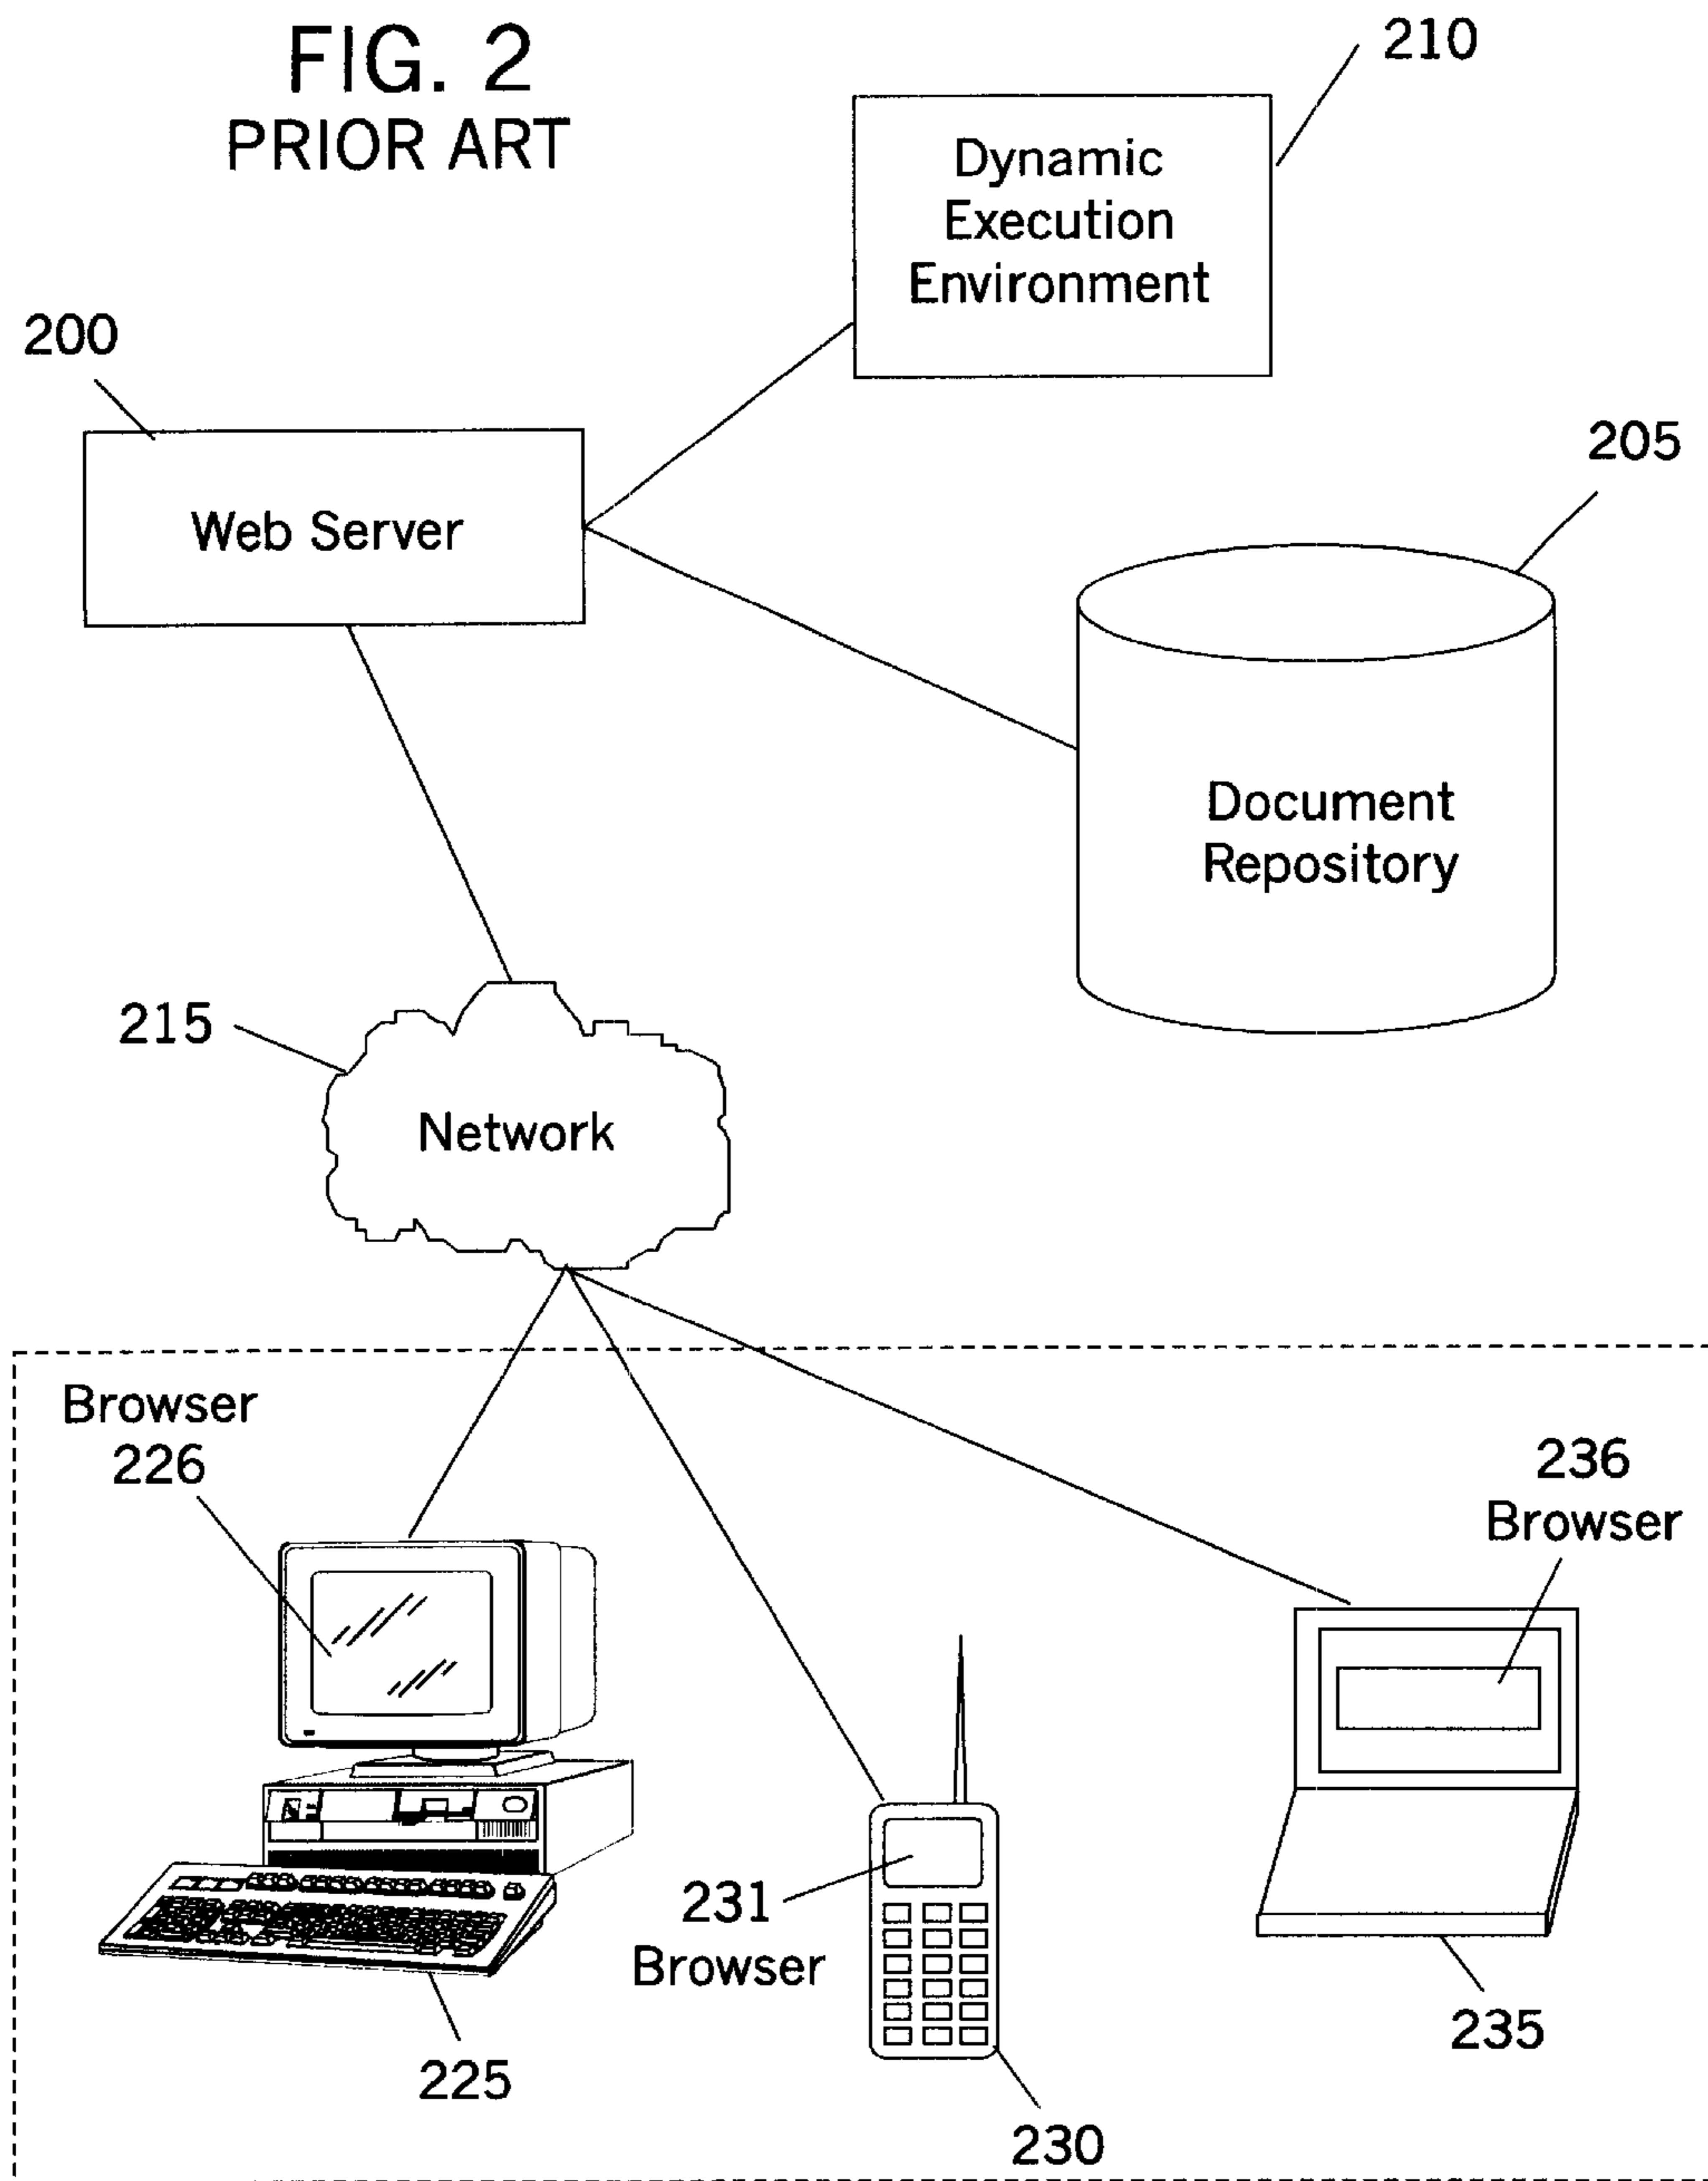 FIG. 2
PRIOR ART
210
Dynamic
Execution
Environment
200
Web Server
205
Document
Repository
215
Network
Browser
226
236
Browser
231
Browser
225
230
235